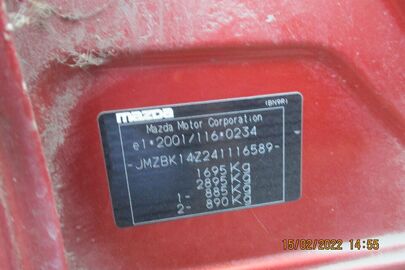 (BN9R)
mazda
Mazda Motor Corporation
e1*2001/116*0234
-JMZBK14Z241116589-
1695 Kg
2895 Kg
1- 885 Kg
2- 890 Kg
15/02/2022 14:55